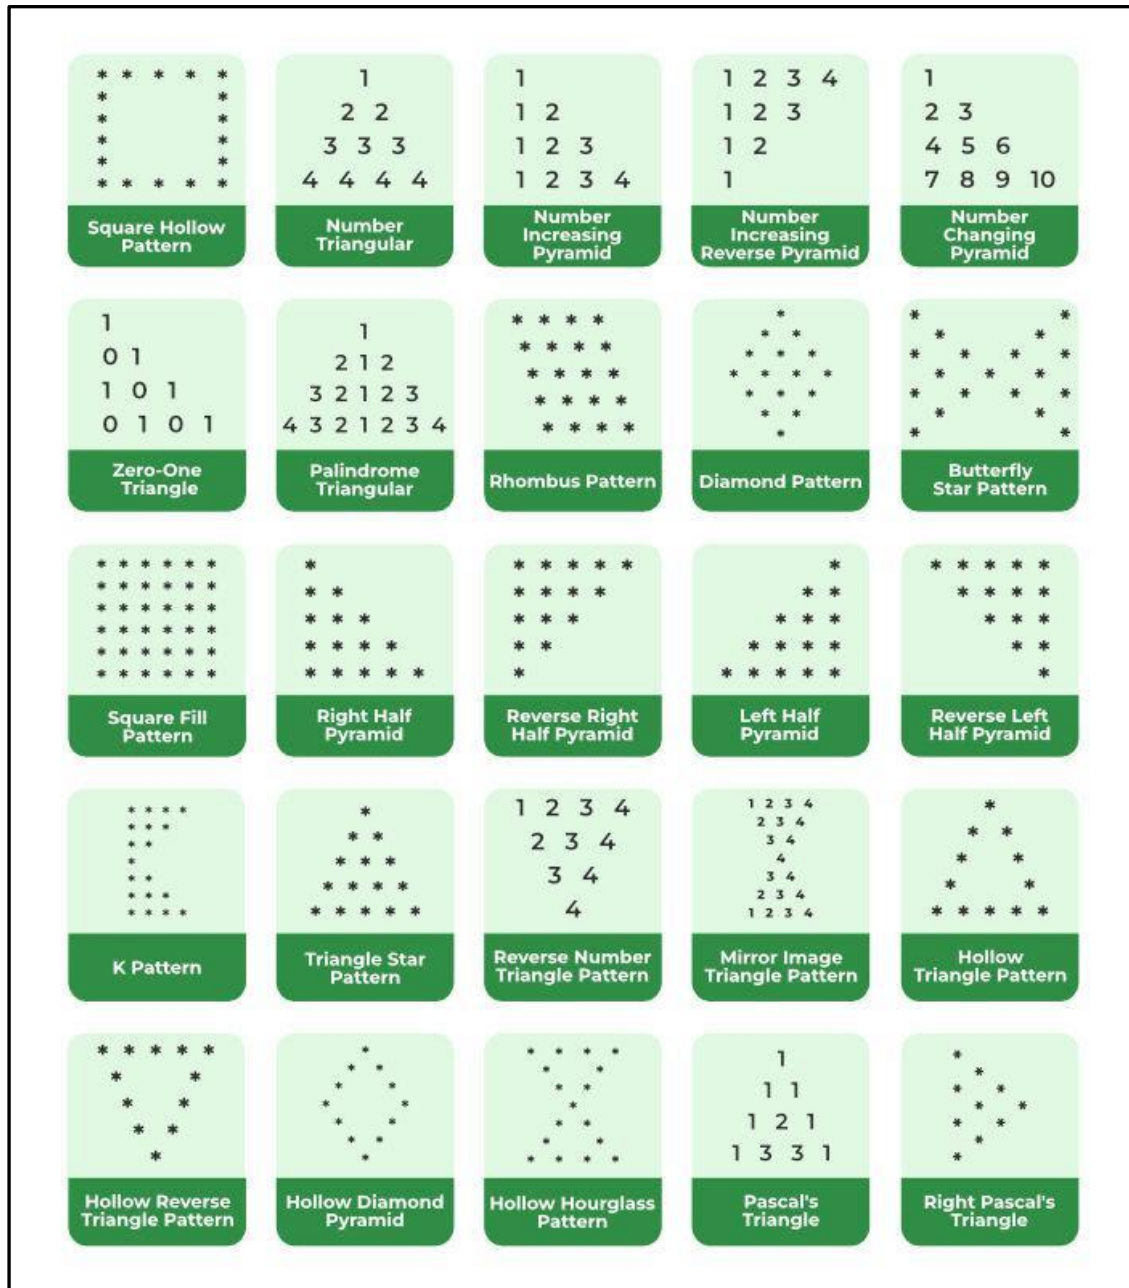 * * * * *
* *
* *
* *
* *
* * * * *
Square Hollow
Pattern
1
2 2
3 3 3
4 4 4 4
Number
Triangular
1
1 2
1 2 3
1 2 3 4
Number
Increasing
Pyramid
1 2 3 4
1 2 3
1 2
1
Number
Increasing
Reverse Pyramid
1
2 3
4 5 6
7 8 9 10
Number
Changing
Pyramid
1
0 1
1 0 1
0 1 0 1
Zero-One
Triangle
1
2 1 2
3 2 1 2 3
4 3 2 1 2 3 4
Palindrome
Triangular
* * * *
* * * *
* * * *
* * * *
* * * *
Rhombus Pattern
*
* *
* * *
* * * *
* * *
* *
*
Diamond Pattern
* *
* *
* * * *
* * *
* * * *
* *
* *
Butterfly
Star Pattern
* * * * * *
* * * * * *
* * * * * *
* * * * * *
* * * * * *
* * * * * *
Square Fill
Pattern
*
* *
* * *
* * * *
* * * * *
Right Half
Pyramid
* * * * *
* * * *
* * *
* *
*
Reverse Right
Half Pyramid
*
* *
* * *
* * * *
* * * * *
Left Half
Pyramid
* * * * *
* * * *
* * *
* *
*
Reverse Left
Half Pyramid
* * * *
* * *
* *
*
* *
* * *
* * * *
K Pattern
*
* *
* * *
* * * *
* * * * *
Triangle Star
Pattern
1 2 3 4
2 3 4
3 4
4
Reverse Number
Triangle Pattern
1 2 3 4
2 3 4
3 4
4
3 4
2 3 4
1 2 3 4
Mirror Image
Triangle Pattern
*
* *
* *
* *
* * * * *
Hollow
Triangle Pattern
* * * * *
* *
* *
* *
*
Hollow Reverse
Triangle Pattern
*
* *
* *
* *
* *
* *
*
Hollow Diamond
Pyramid
* * * *
* *
* *
*
* *
* *
* * * *
Hollow Hourglass
Pattern
1
1 1
1 2 1
1 3 3 1
Pascal's
Triangle
*
*
* *
* *
* *
*
*
Right Pascal's
Triangle